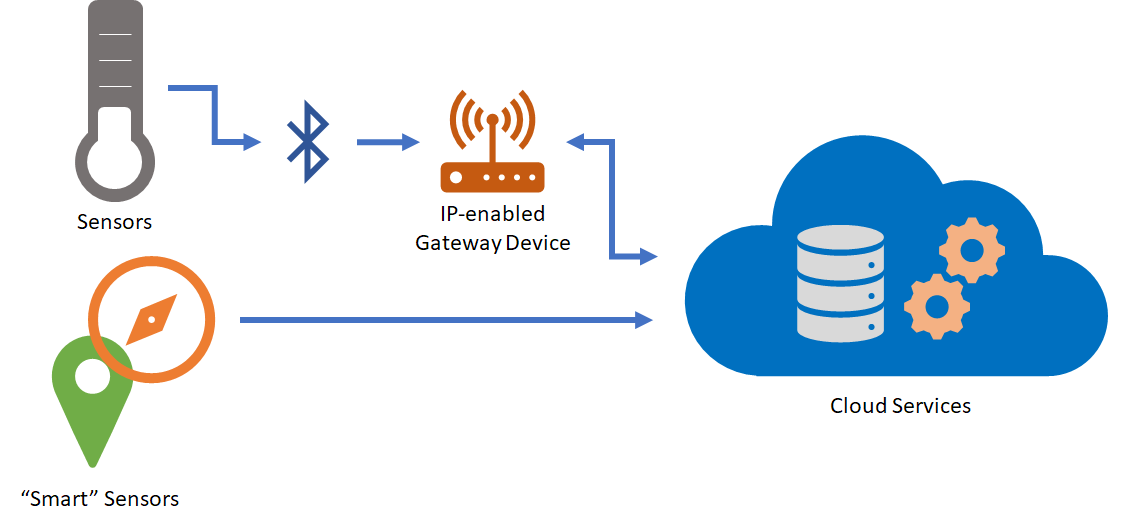 Sensors
IP-enabled
Gateway Device
Cloud Services
“Smart” Sensors